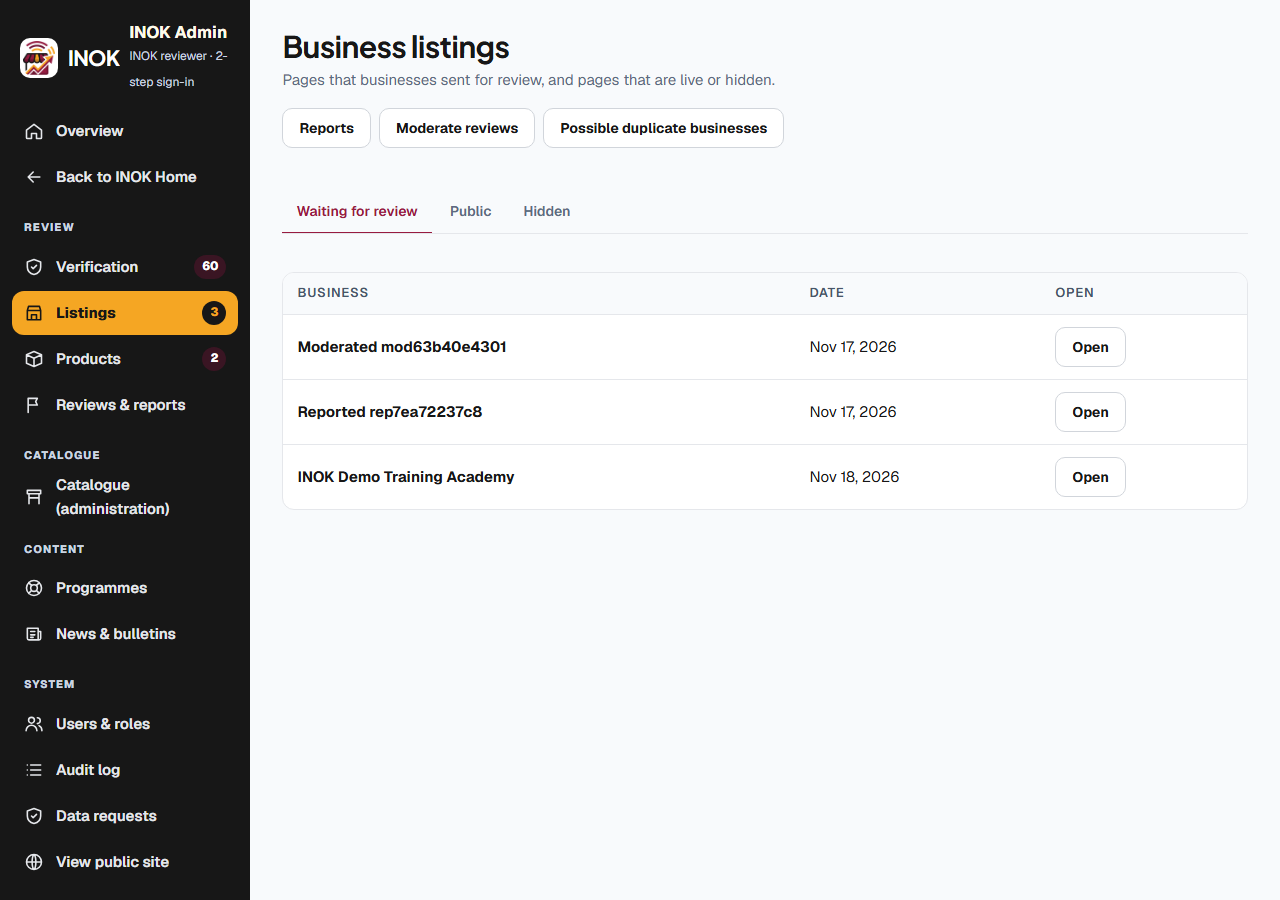 INOK
INOK Admin
INOK reviewer · 2-
step sign-in
Overview
Back to INOK Home
REVIEW
Verification 60
Listings 3
Products 2
Reviews & reports
CATALOGUE
Catalogue
(administration)
CONTENT
Programmes
News & bulletins
SYSTEM
Users & roles
Audit log
Data requests
View public site
Business listings
Pages that businesses sent for review, and pages that are live or hidden.
Reports Moderate reviews Possible duplicate businesses
Waiting for review Public Hidden
BUSINESS DATE OPEN
Moderated mod63b40e4301 Nov 17, 2026 Open
Reported rep7ea72237c8 Nov 17, 2026 Open
INOK Demo Training Academy Nov 18, 2026 Open